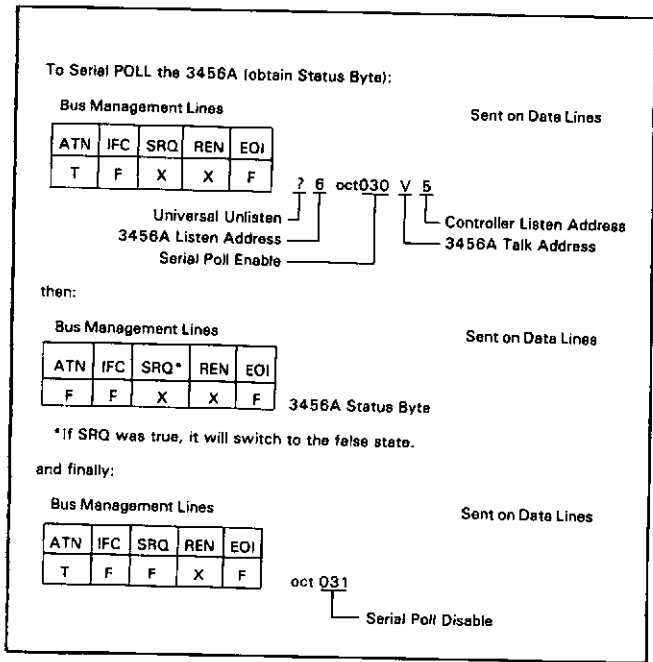 To Serial POLL the 3456A (obtain Status Byte):
Bus Management Lines
Sent on Data Lines
ATN IFC SRQ REN EOI
T F X X F
? 6 oct030 V 5
Universal Unlisten
Controller Listen Address
3456A Listen Address
3456A Talk Address
Serial Poll Enable
then:
Bus Management Lines
Sent on Data Lines
ATN IFC SRQ* REN EOI
F F X X F
3456A Status Byte
*If SRQ was true, it will switch to the false state.
and finally:
Bus Management Lines
Sent on Data Lines
ATN IFC SRQ REN EOI
T F F X F
oct 031
Serial Poll Disable